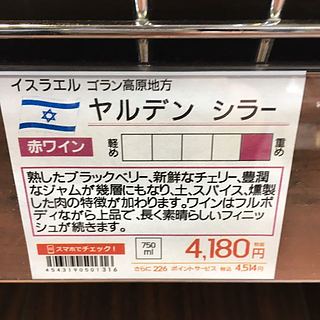 イスラエル ゴラン高原地方
ヤルデン シラー
赤ワイン 軽め 重め
熟したブラックベリー、新鮮なチェリー、豊潤
なジャムが幾層にもなり、土、スパイス、燻製
した肉の特徴が加わります。ワインはフルボ
ディながら上品で、長く素晴らしいフィニッ
シュが続きます。
スマホでチェック!
750
ml
4,180円
税抜
4543190501316
さらに 226 ポイントサービス 税込 4,514円